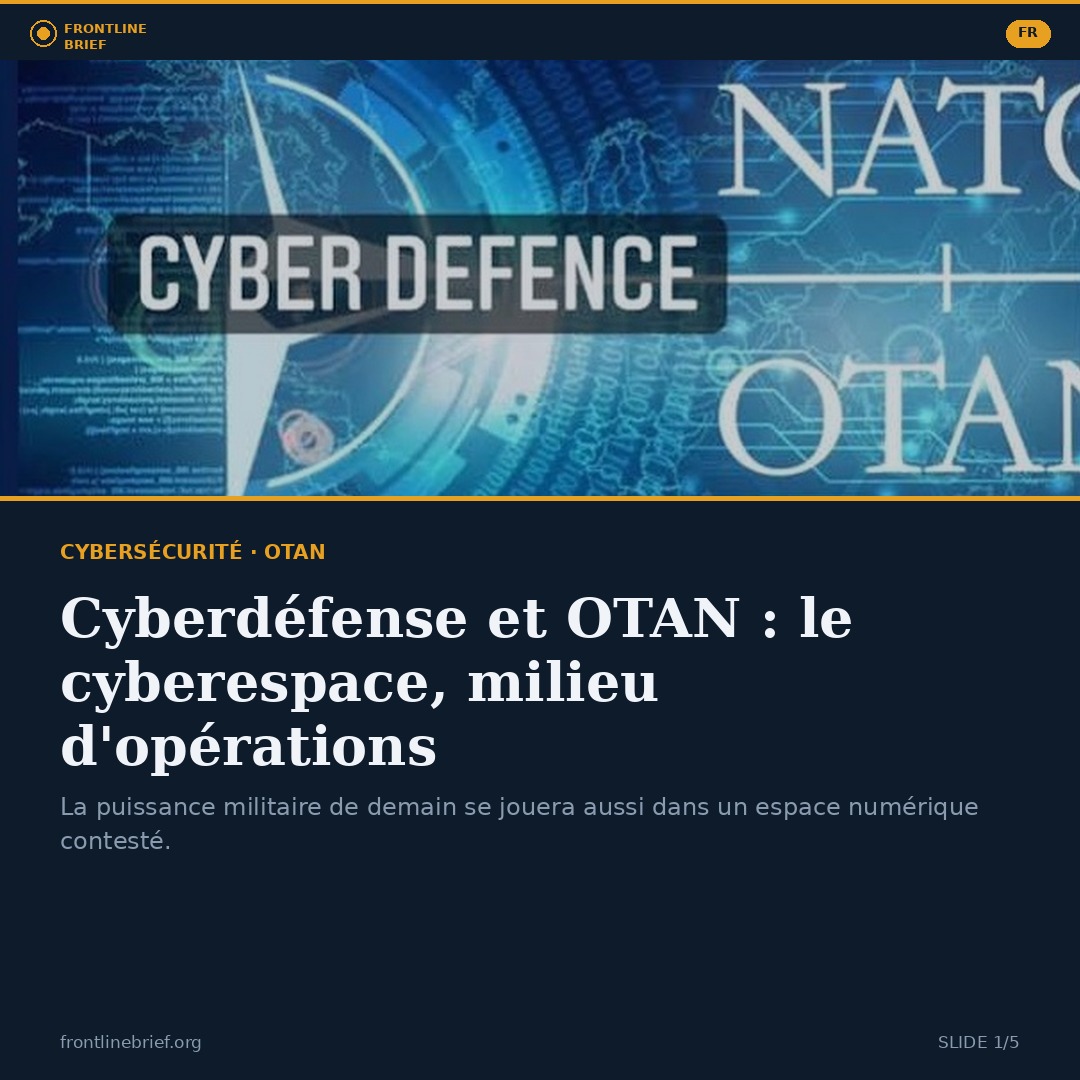 FRONTLINE
BRIEF
FR
NATO
CYBER DEFENCE
OTAN
CYBERSÉCURITÉ · OTAN
Cyberdéfense et OTAN : le
cyberespace, milieu
d'opérations
La puissance militaire de demain se jouera aussi dans un espace numérique
contesté.
frontlinebrief.org
SLIDE 1/5